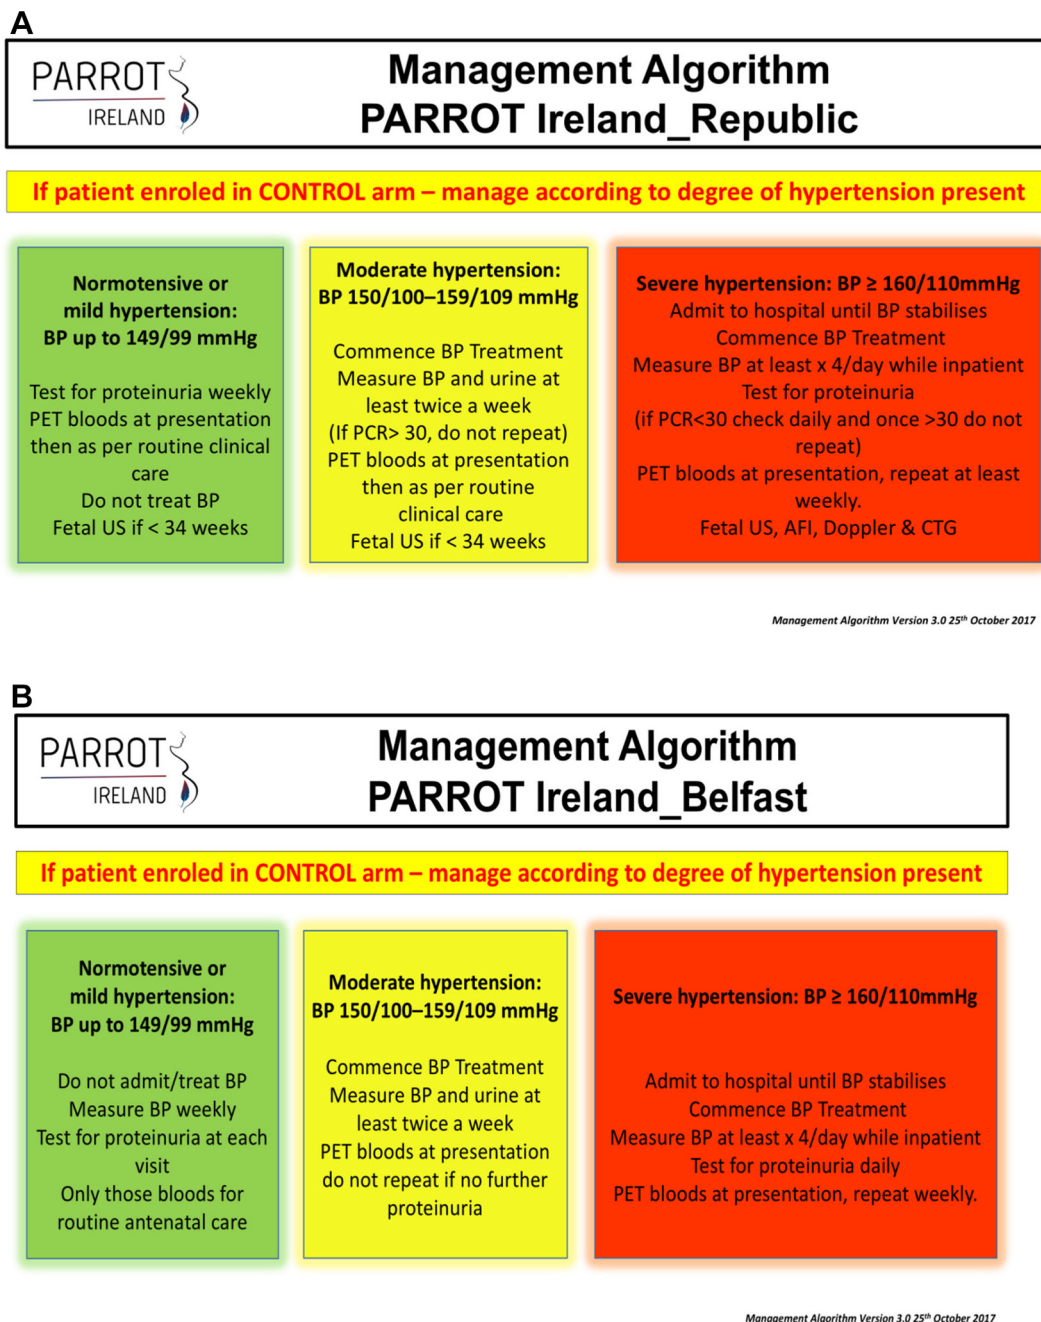 A
PARROT
IRELAND
Management Algorithm
PARROT Ireland_Republic
If patient enroled in CONTROL arm – manage according to degree of hypertension present
Normotensive or
mild hypertension:
BP up to 149/99 mmHg
Test for proteinuria weekly
PET bloods at presentation
then as per routine clinical
care
Do not treat BP
Fetal US if < 34 weeks
Moderate hypertension:
BP 150/100–159/109 mmHg
Commence BP Treatment
Measure BP and urine at
least twice a week
(If PCR> 30, do not repeat)
PET bloods at presentation
then as per routine
clinical care
Fetal US if < 34 weeks
Severe hypertension: BP ≥ 160/110mmHg
Admit to hospital until BP stabilises
Commence BP Treatment
Measure BP at least x 4/day while inpatient
Test for proteinuria
(if PCR<30 check daily and once >30 do not
repeat)
PET bloods at presentation, repeat at least
weekly.
Fetal US, AFI, Doppler & CTG
Management Algorithm Version 3.0 25th October 2017
B
PARROT
IRELAND
Management Algorithm
PARROT Ireland_Belfast
If patient enroled in CONTROL arm – manage according to degree of hypertension present
Normotensive or
mild hypertension:
BP up to 149/99 mmHg
Do not admit/treat BP
Measure BP weekly
Test for proteinuria at each
visit
Only those bloods for
routine antenatal care
Moderate hypertension:
BP 150/100–159/109 mmHg
Commence BP Treatment
Measure BP and urine at
least twice a week
PET bloods at presentation
do not repeat if no further
proteinuria
Severe hypertension: BP ≥ 160/110mmHg
Admit to hospital until BP stabilises
Commence BP Treatment
Measure BP at least x 4/day while inpatient
Test for proteinuria daily
PET bloods at presentation, repeat weekly.
Management Algorithm Version 3.0 25th October 2017